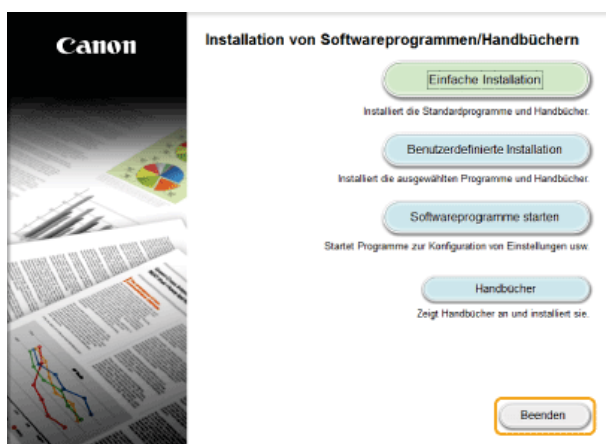 Canon
Installation von Softwareprogrammen/Handbüchern
Einfache Installation
Installiert die Standardprogramme und Handbücher.
Benutzerdefinierte Installation
Installiert die ausgewählten Programme und Handbücher.
Softwareprogramme starten
Startet Programme zur Konfiguration von Einstellungen usw.
Handbücher
Zeigt Handbücher an und installiert sie.
Beenden